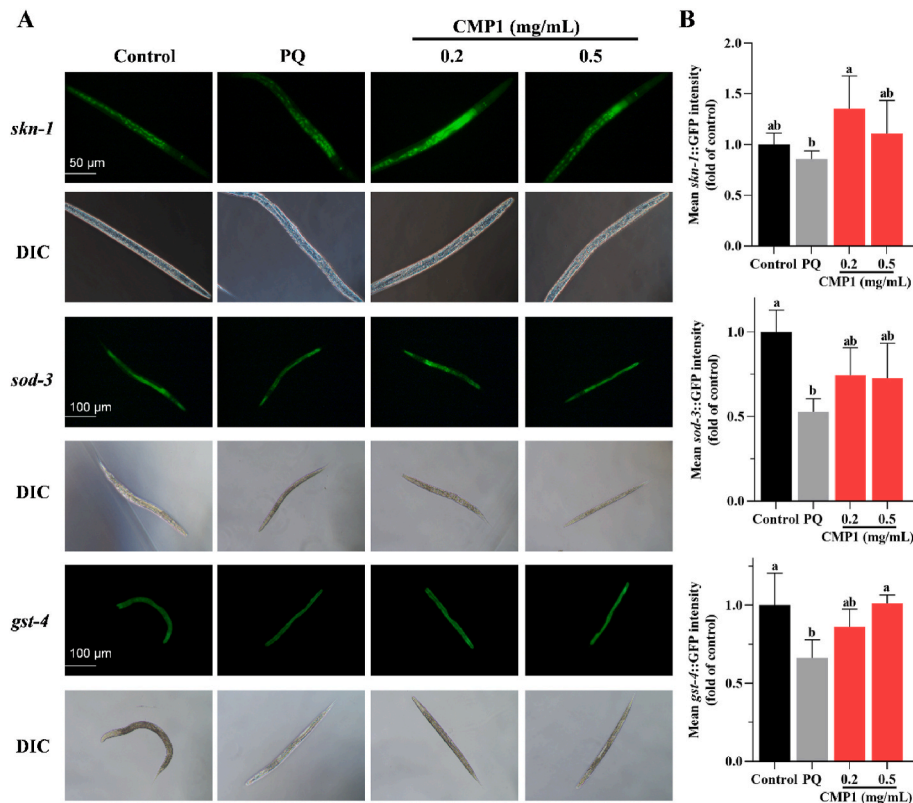 A
CMP1 (mg/mL)
Control PQ 0.2 0.5
skn-1
50 μm
DIC
sod-3
100 μm
DIC
gst-4
100 μm
DIC
B
Mean skn-1::GFP intensity
(fold of control)
2.0
1.5
1.0
0.5
0.0
ab b a ab
Control PQ 0.2 0.5
CMP1 (mg/mL)
Mean sod-3::GFP intensity
(fold of control)
1.0
0.5
0.0
a b ab ab
Control PQ 0.2 0.5
CMP1 (mg/mL)
Mean gst-4::GFP intensity
(fold of control)
1.0
0.5
0.0
a b ab a
Control PQ 0.2 0.5
CMP1 (mg/mL)